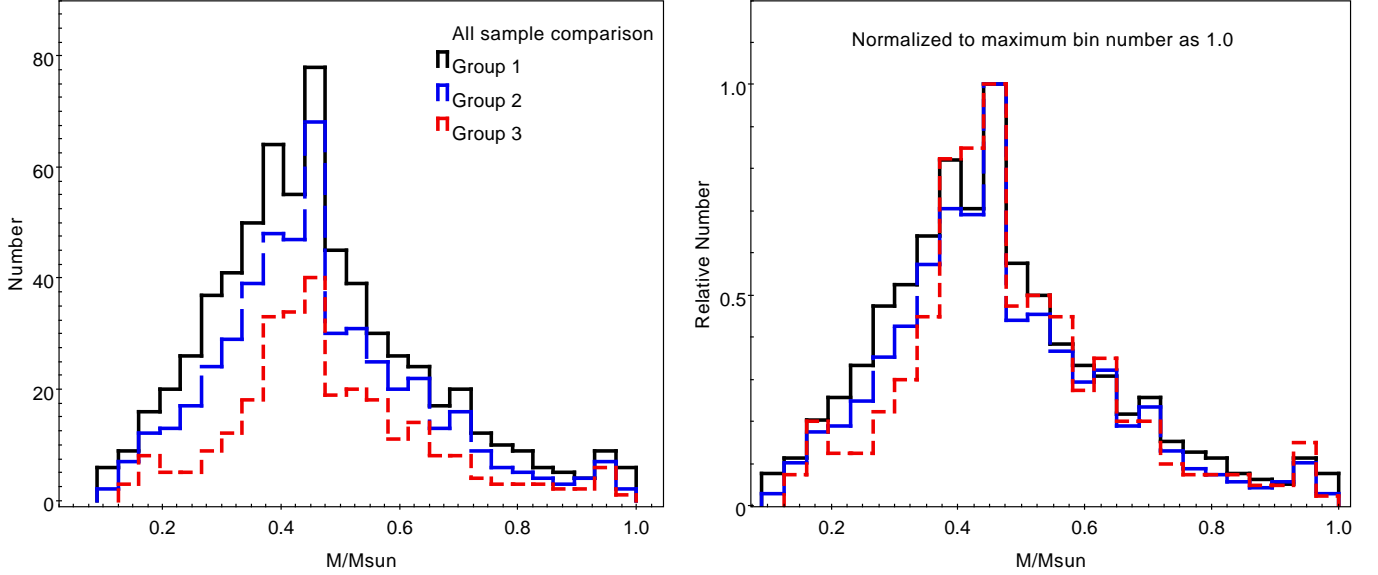 All sample comparison
Group 1
Group 2
Group 3
80
60
40
20
0
Number
0.2 0.4 0.6 0.8 1.0
M/Msun
Normalized to maximum bin number as 1.0
1.0
0.5
0
Relative Number
0.2 0.4 0.6 0.8 1.0
M/Msun